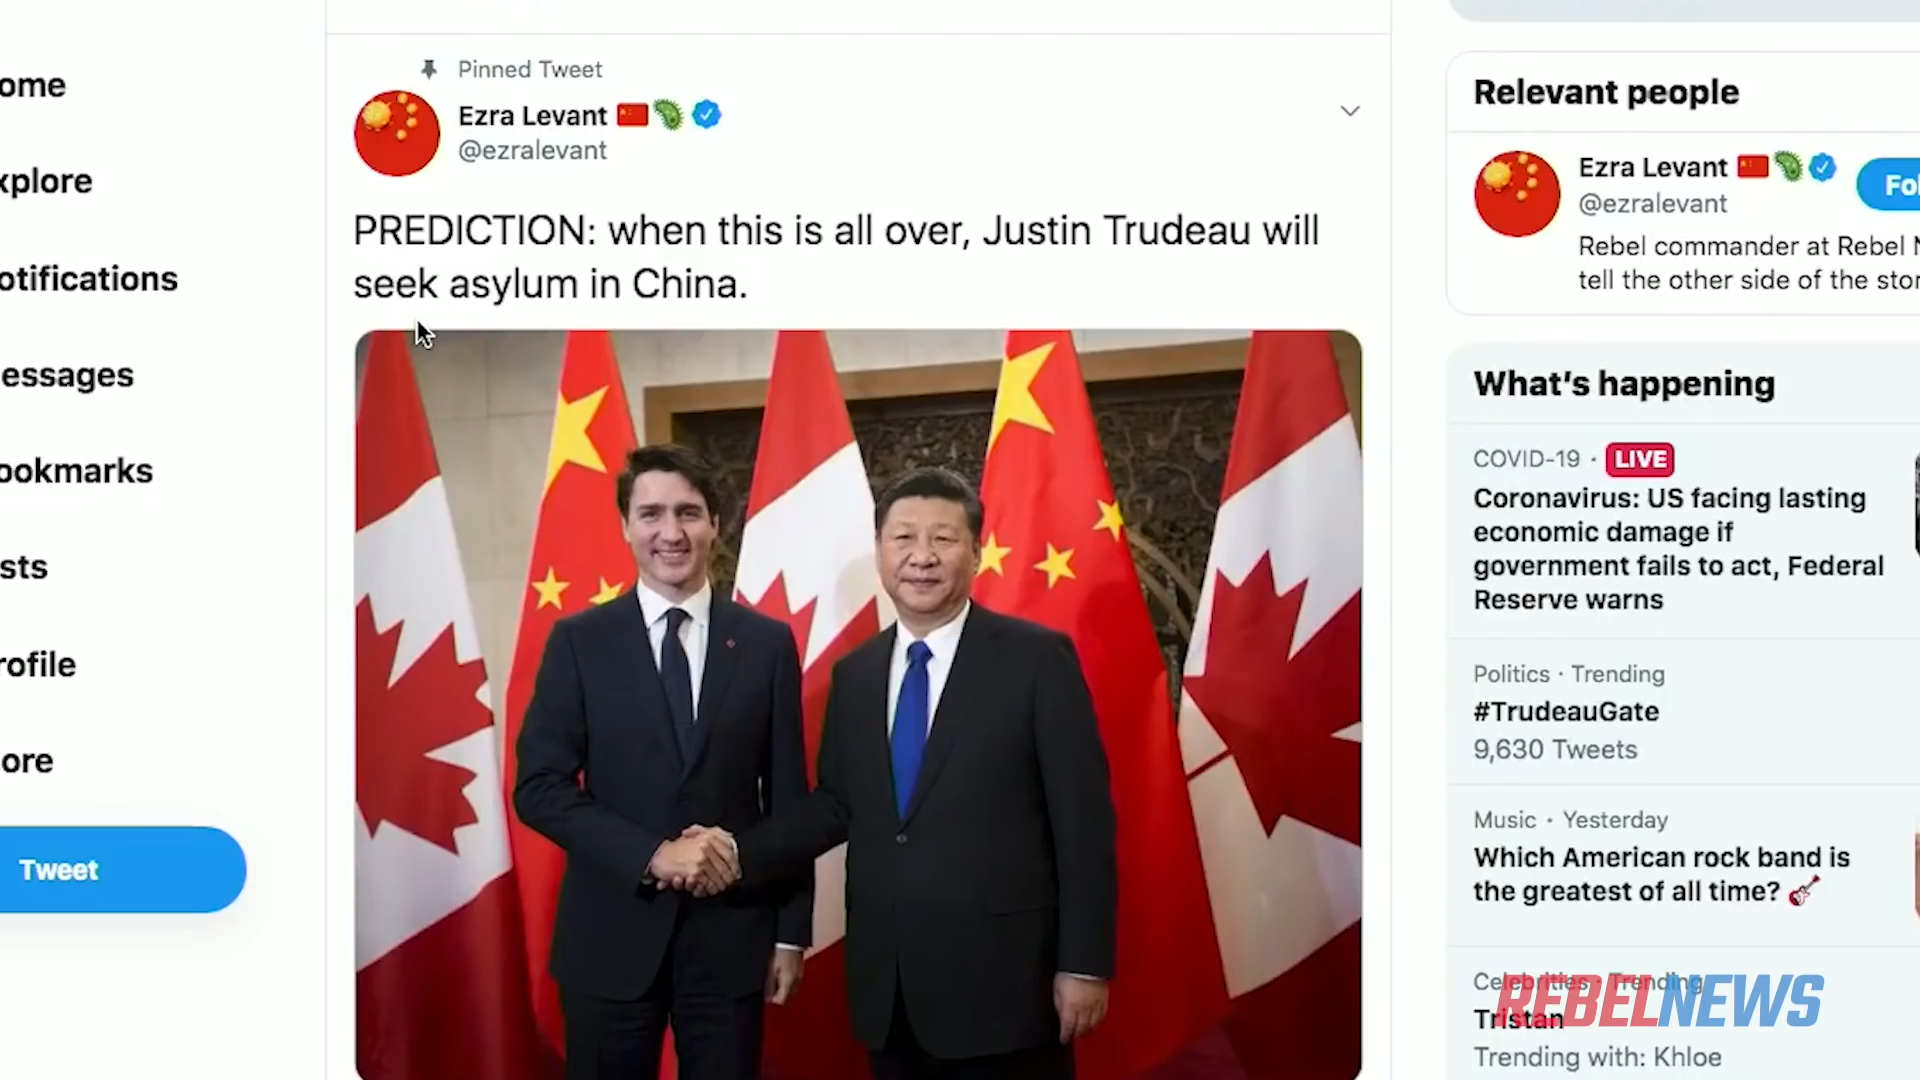 ome
xplore
otifications
essages
ookmarks
sts
rofile
ore
Tweet
Pinned Tweet
Ezra Levant
@ezralevant
PREDICTION: when this is all over, Justin Trudeau will
seek asylum in China.
Relevant people
Ezra Levant
@ezralevant
Fol
Rebel commander at Rebel N
tell the other side of the stor
What's happening
COVID-19 · LIVE
Coronavirus: US facing lasting
economic damage if
government fails to act, Federal
Reserve warns
Politics · Trending
#TrudeauGate
9,630 Tweets
Music · Yesterday
Which American rock band is
the greatest of all time?
Celebrities · Trending
Tristan
Trending with: Khloe
REBELNEWS